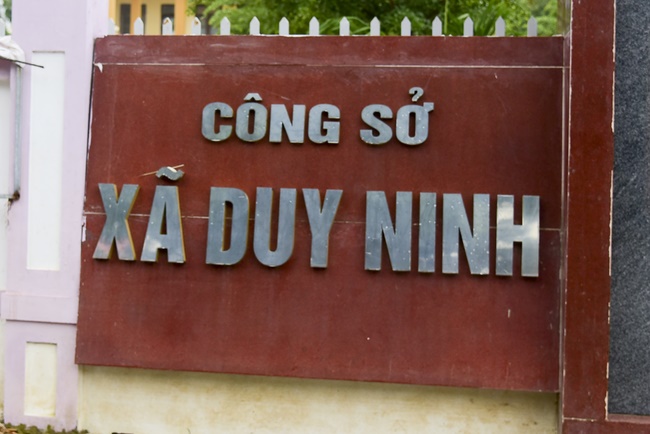 CÔNG SỞ
XÃ DUY NINH